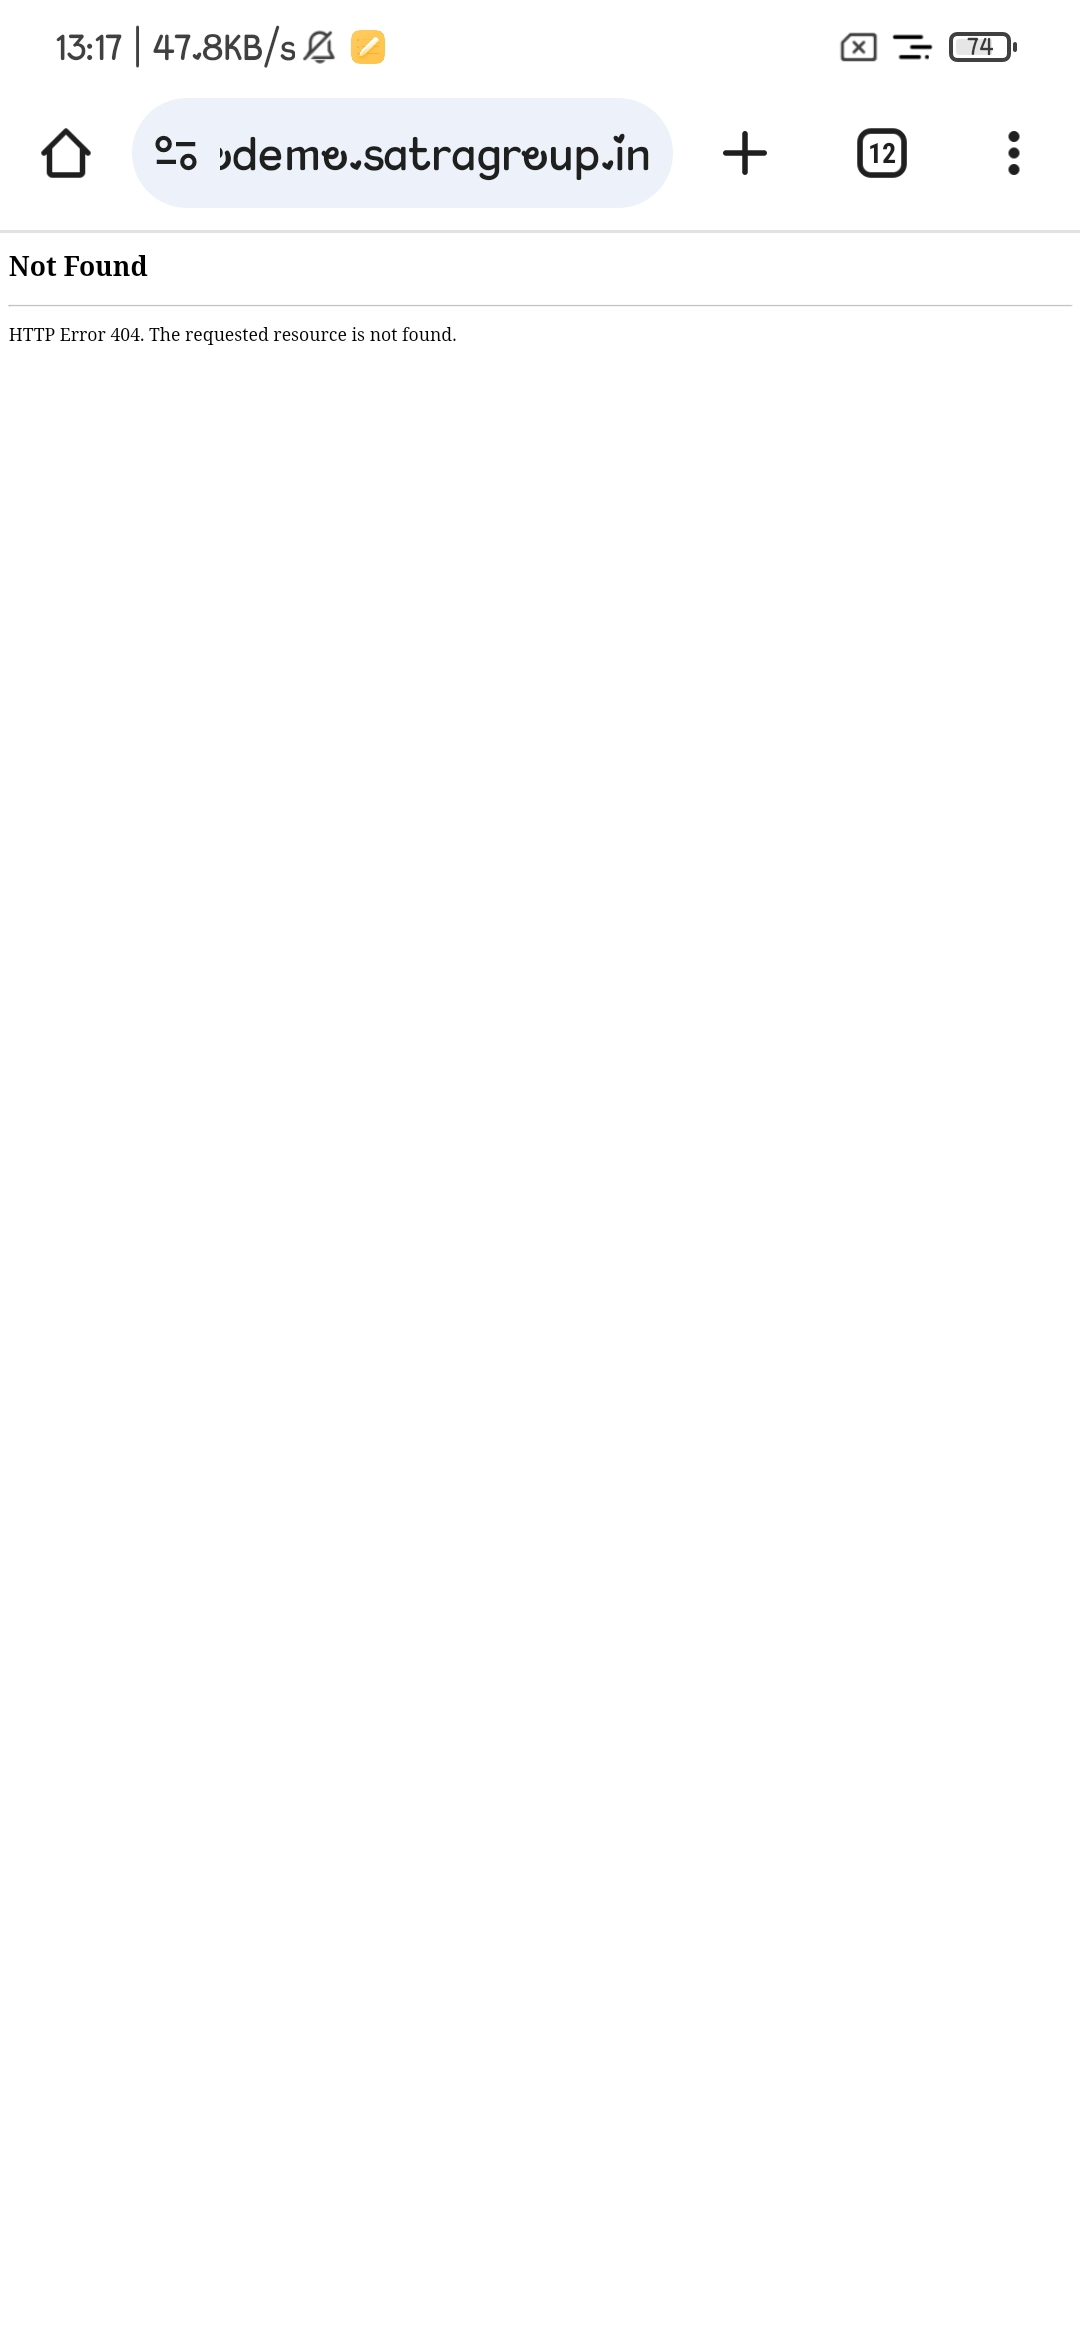 13:17 | 47.8KB/s
74
demo.satragroup.in
12
Not Found
HTTP Error 404. The requested resource is not found.